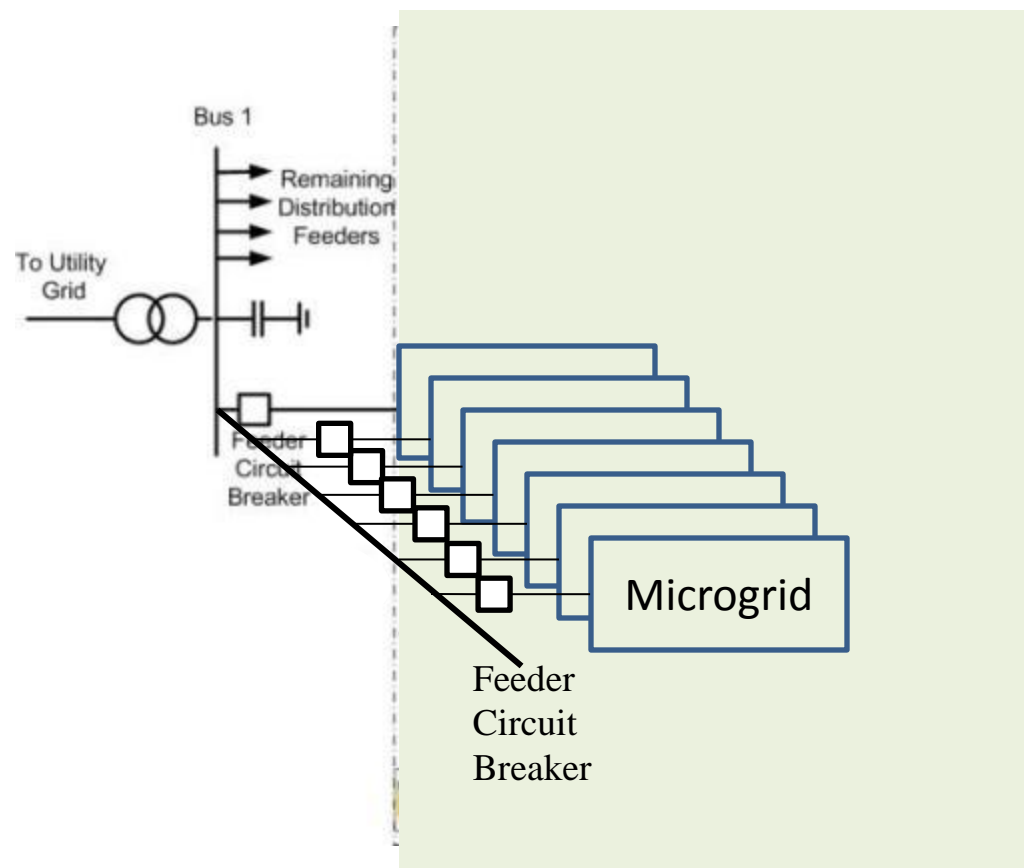 Bus 1
Remaining
Distribution
Feeders
To Utility
Grid
Feeder
Circuit
Breaker
Microgrid
Feeder
Circuit
Breaker